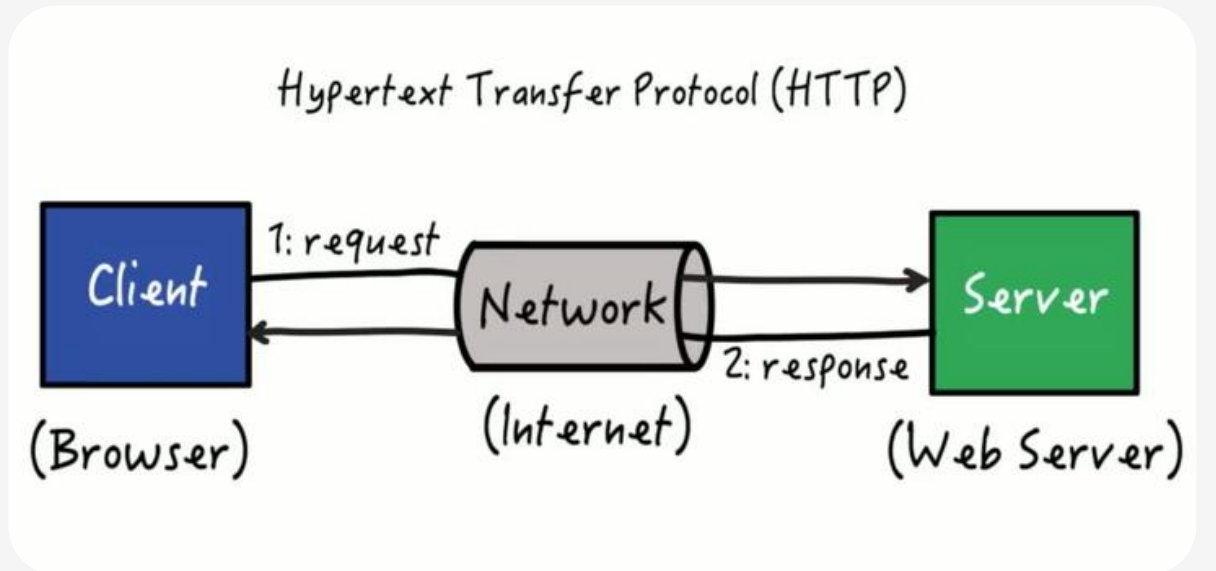 Hypertext Transfer Protocol (HTTP)
1: request
Client
Network
Server
2: response
(Browser)
(Internet)
(Web Server)